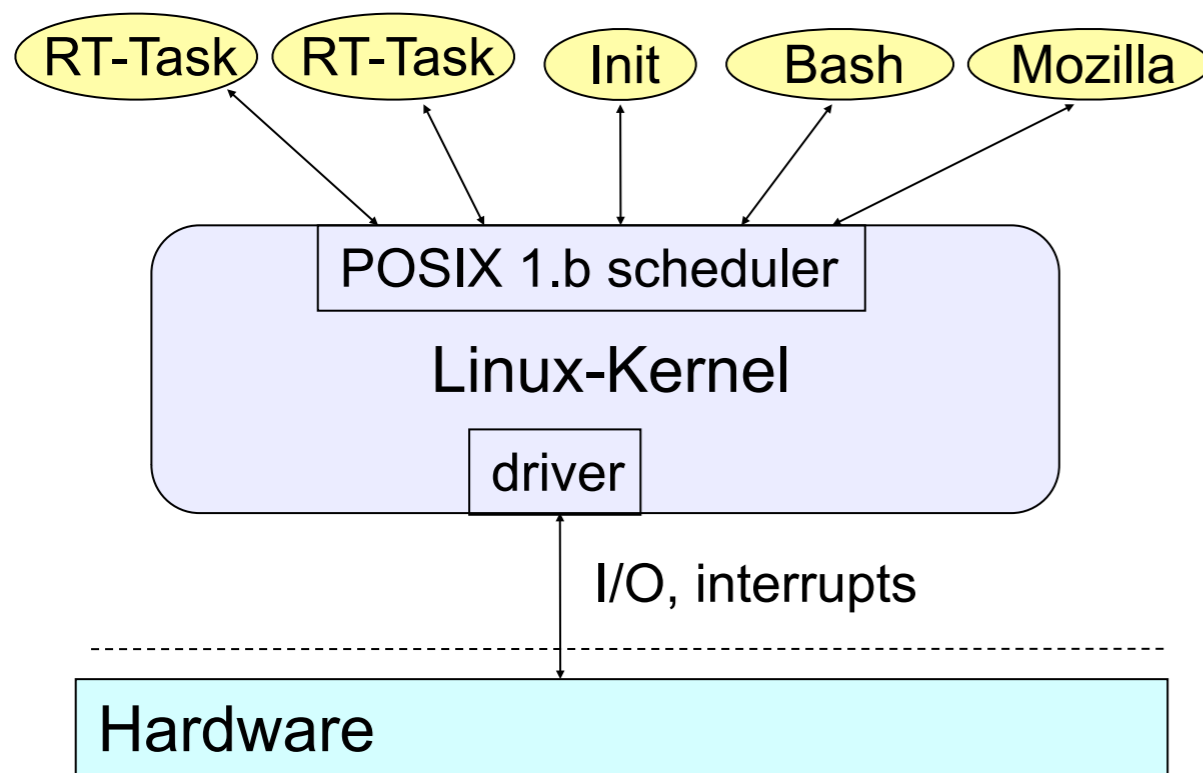 RT-Task RT-Task Init Bash Mozilla
POSIX 1.b scheduler
Linux-Kernel
driver
I/O, interrupts
Hardware